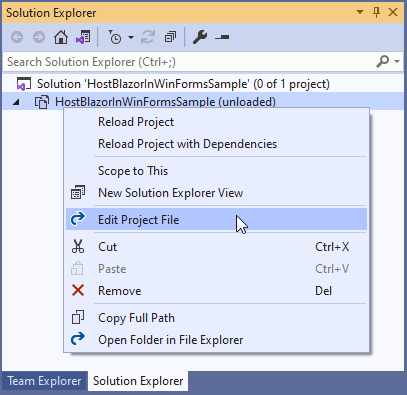 Solution Explorer
Search Solution Explorer (Ctrl+;)
Solution 'HostBlazorInWinFormsSample' (0 of 1 project)
HostBlazorInWinFormsSample (unloaded)
Reload Project
Reload Project with Dependencies
Scope to This
New Solution Explorer View
Edit Project File
Cut Ctrl+X
Paste Ctrl+V
Remove Del
Copy Full Path
Open Folder in File Explorer
Team Explorer Solution Explorer